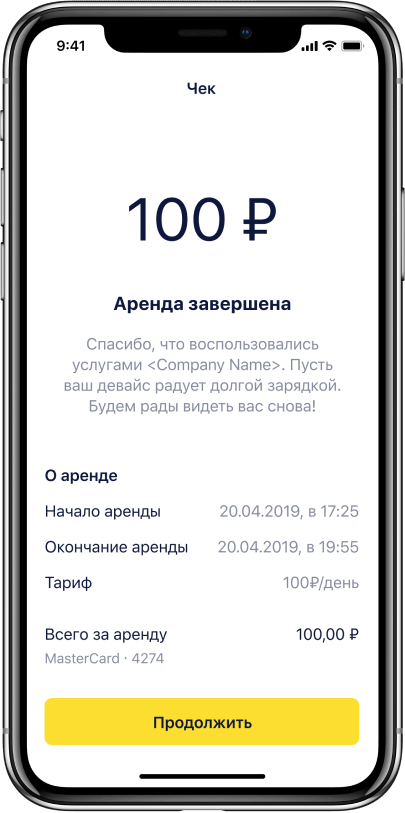 9:41
Чек
100 ₽
Аренда завершена
Спасибо, что воспользовались
услугами <Company Name>. Пусть
ваш девайс радует долгой зарядкой.
Будем рады видеть вас снова!
О аренде
Начало аренды 20.04.2019, в 17:25
Окончание аренды 20.04.2019, в 19:55
Тариф 100₽/день
Всего за аренду 100,00 ₽
MasterCard · 4274
Продолжить